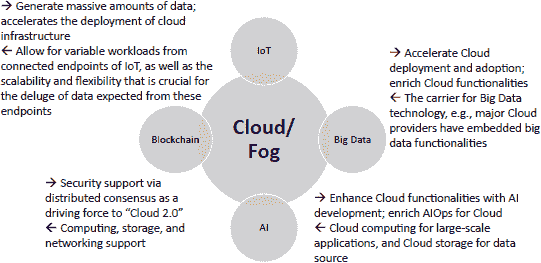 → Generate massive amounts of data;
accelerates the deployment of cloud
infrastructure
← Allow for variable workloads from
connected endpoints of IoT, as well as the
scalability and flexibility that is crucial for
the deluge of data expected from these
endpoints
IoT
→ Accelerate Cloud
deployment and adoption;
enrich Cloud functionalities
← The carrier for Big Data
technology, e.g., major Cloud
providers have embedded big
data functionalities
Blockchain
Cloud/
Fog
Big Data
→ Security support via
distributed consensus as a
driving force to “Cloud 2.0”
← Computing, storage, and
networking support
AI
→ Enhance Cloud functionalities with AI
development; enrich AIOps for Cloud
← Cloud computing for large-scale
applications, and Cloud storage for data
source